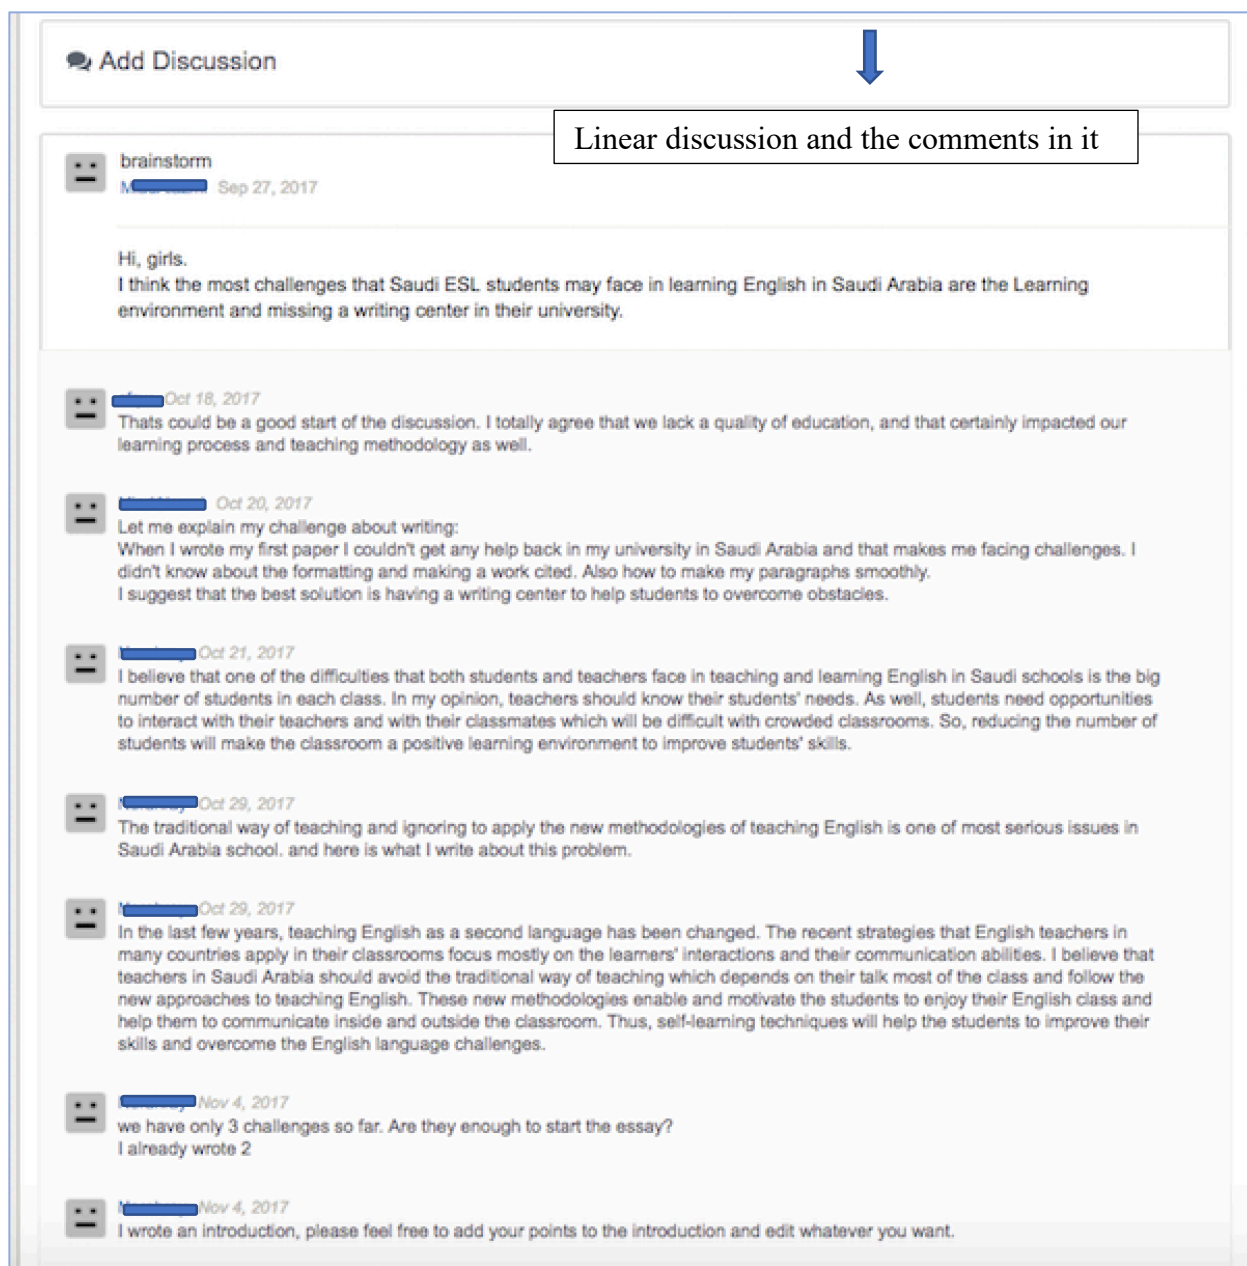 Add Discussion
Linear discussion and the comments in it
brainstorm
Sep 27, 2017
Hi, girls.
I think the most challenges that Saudi ESL students may face in learning English in Saudi Arabia are the Learning
environment and missing a writing center in their university.
Oct 18, 2017
Thats could be a good start of the discussion. I totally agree that we lack a quality of education, and that certainly impacted our
learning process and teaching methodology as well.
Oct 20, 2017
Let me explain my challenge about writing:
When I wrote my first paper I couldn't get any help back in my university in Saudi Arabia and that makes me facing challenges. I
didn't know about the formatting and making a work cited. Also how to make my paragraphs smoothly.
I suggest that the best solution is having a writing center to help students to overcome obstacles.
Oct 21, 2017
I believe that one of the difficulties that both students and teachers face in teaching and learning English in Saudi schools is the big
number of students in each class. In my opinion, teachers should know their students' needs. As well, students need opportunities
to interact with their teachers and with their classmates which will be difficult with crowded classrooms. So, reducing the number of
students will make the classroom a positive learning environment to improve students' skills.
Oct 29, 2017
The traditional way of teaching and ignoring to apply the new methodologies of teaching English is one of most serious issues in
Saudi Arabia school. and here is what I write about this problem.
Oct 29, 2017
In the last few years, teaching English as a second language has been changed. The recent strategies that English teachers in
many countries apply in their classrooms focus mostly on the learners' interactions and their communication abilities. I believe that
teachers in Saudi Arabia should avoid the traditional way of teaching which depends on their talk most of the class and follow the
new approaches to teaching English. These new methodologies enable and motivate the students to enjoy their English class and
help them to communicate inside and outside the classroom. Thus, self-learning techniques will help the students to improve their
skills and overcome the English language challenges.
Nov 4, 2017
we have only 3 challenges so far. Are they enough to start the essay?
I already wrote 2
Nov 4, 2017
I wrote an introduction, please feel free to add your points to the introduction and edit whatever you want.